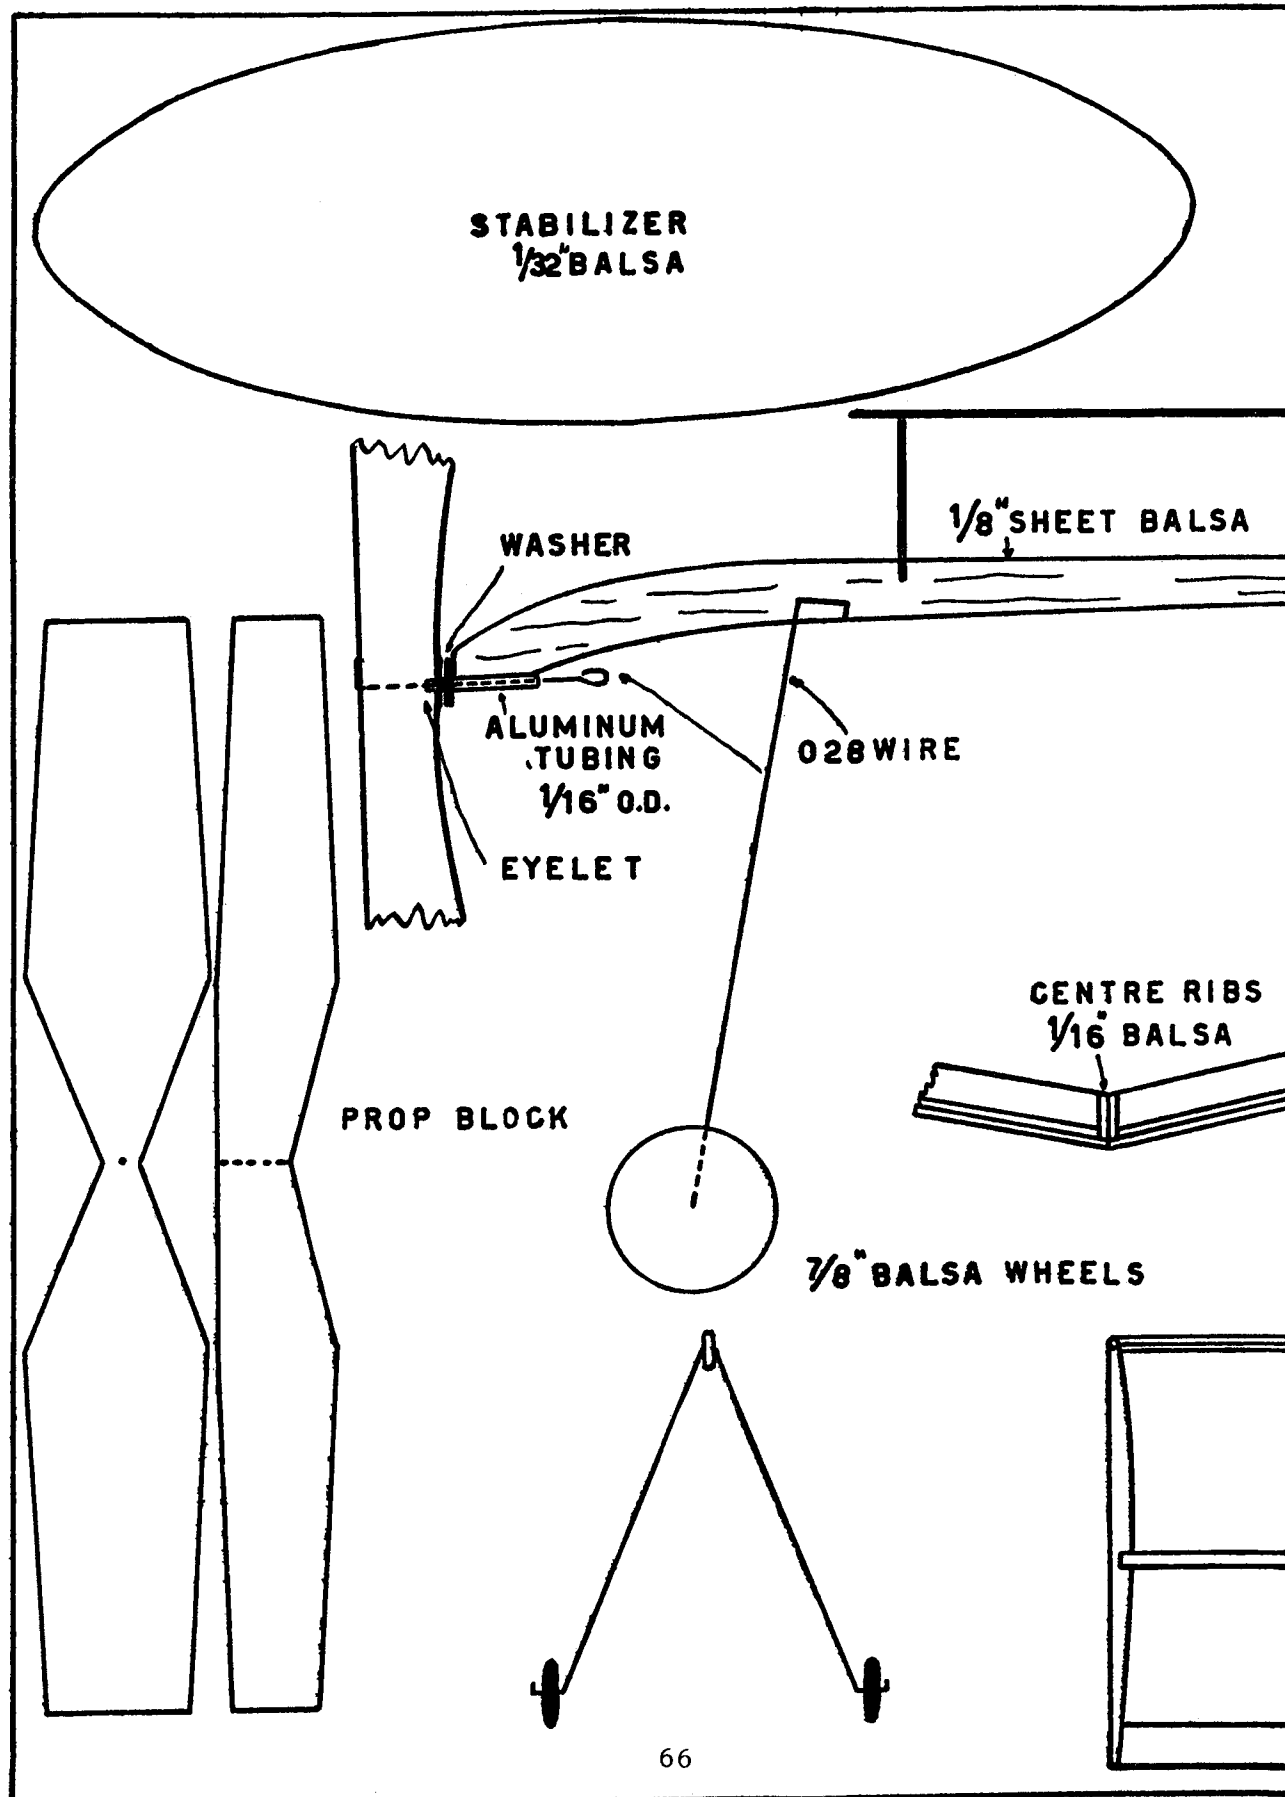 STABILIZER
1/32" BALSA
1/8" SHEET BALSA
WASHER
ALUMINUM
TUBING
1/16" O.D.
028 WIRE
EYELET
CENTRE RIBS
1/16" BALSA
PROP BLOCK
7/8" BALSA WHEELS
66